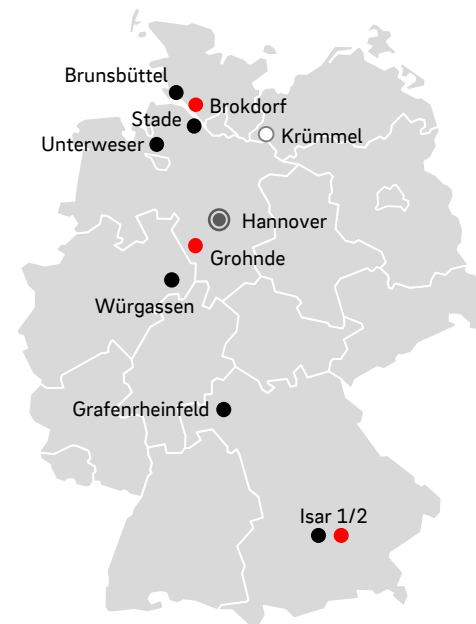 Brunsbüttel
Brokdorf
Stade
Krümmel
Unterweser
Hannover
Grohnde
Würgassen
Grafenrheinfeld
Isar 1/2